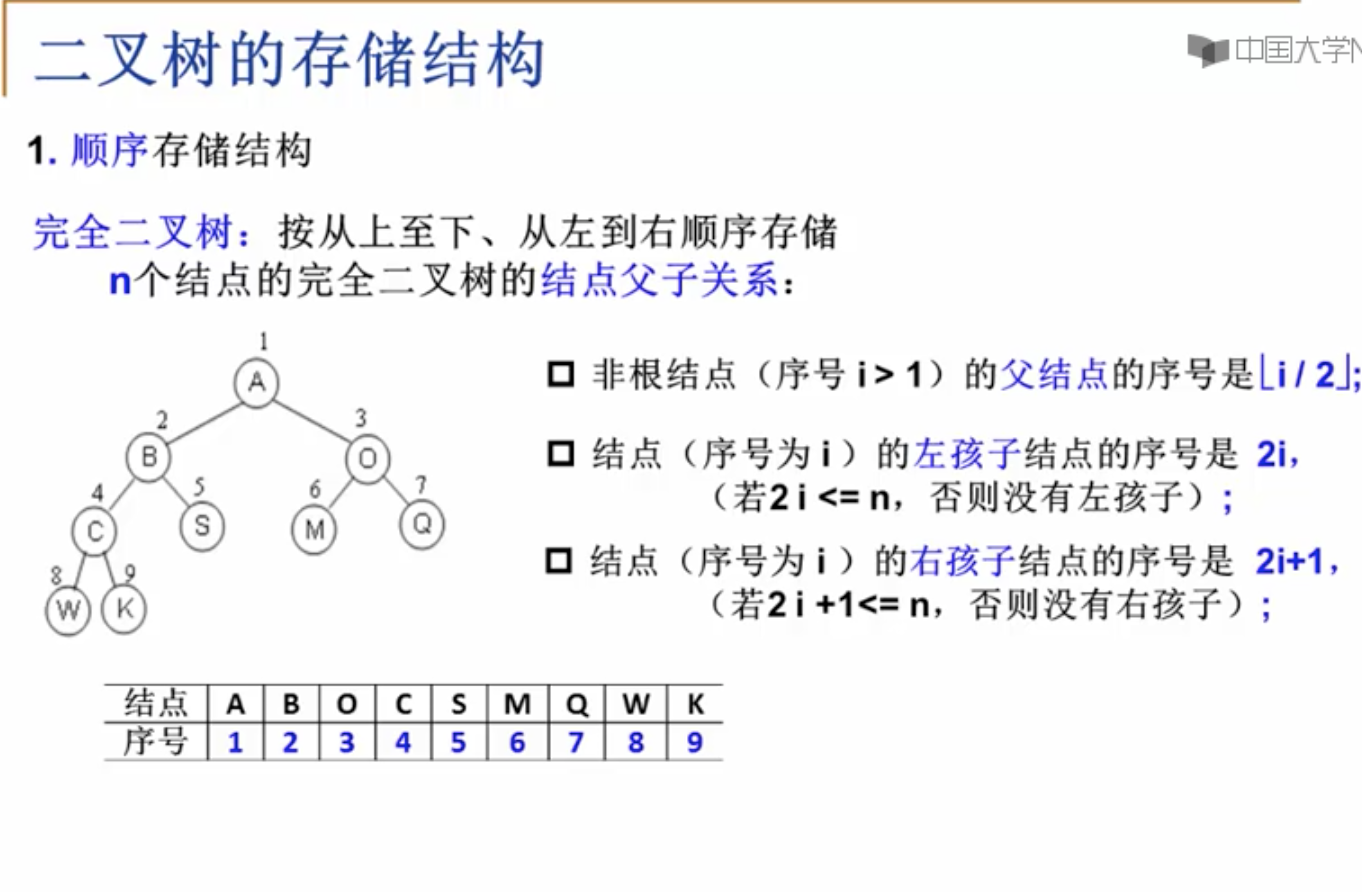 二叉树的存储结构
中国大学
1. 顺序存储结构
完全二叉树：按从上至下、从左到右顺序存储
n个结点的完全二叉树的结点父子关系：
1
A
2
3
B
O
4
5
6
7
C
S
M
Q
8
9
W
K
非根结点（序号 i > 1）的父结点的序号是⌊i / 2⌋;
结点（序号为 i ）的左孩子结点的序号是 2i，
（若2 i <= n，否则没有左孩子）;
结点（序号为 i ）的右孩子结点的序号是 2i+1，
（若2 i +1<= n，否则没有右孩子）;
结点 A B O C S M Q W K
序号 1 2 3 4 5 6 7 8 9